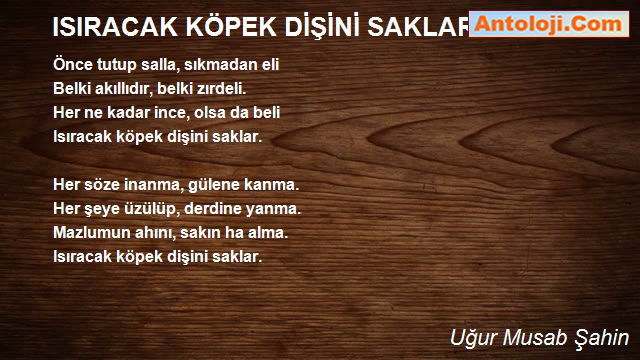 ISIRACAK KÖPEK DİŞİNİ SAKLAR
Antoloji.Com
Önce tutup salla, sıkmadan eli
Belki akıllıdır, belki zırdeli.
Her ne kadar ince, olsa da beli
Isıracak köpek dişini saklar.
Her söze inanma, gülene kanma.
Her şeye üzülüp, derdine yanma.
Mazlumun ahını, sakın ha alma.
Isıracak köpek dişini saklar.
Uğur Musab Şahin